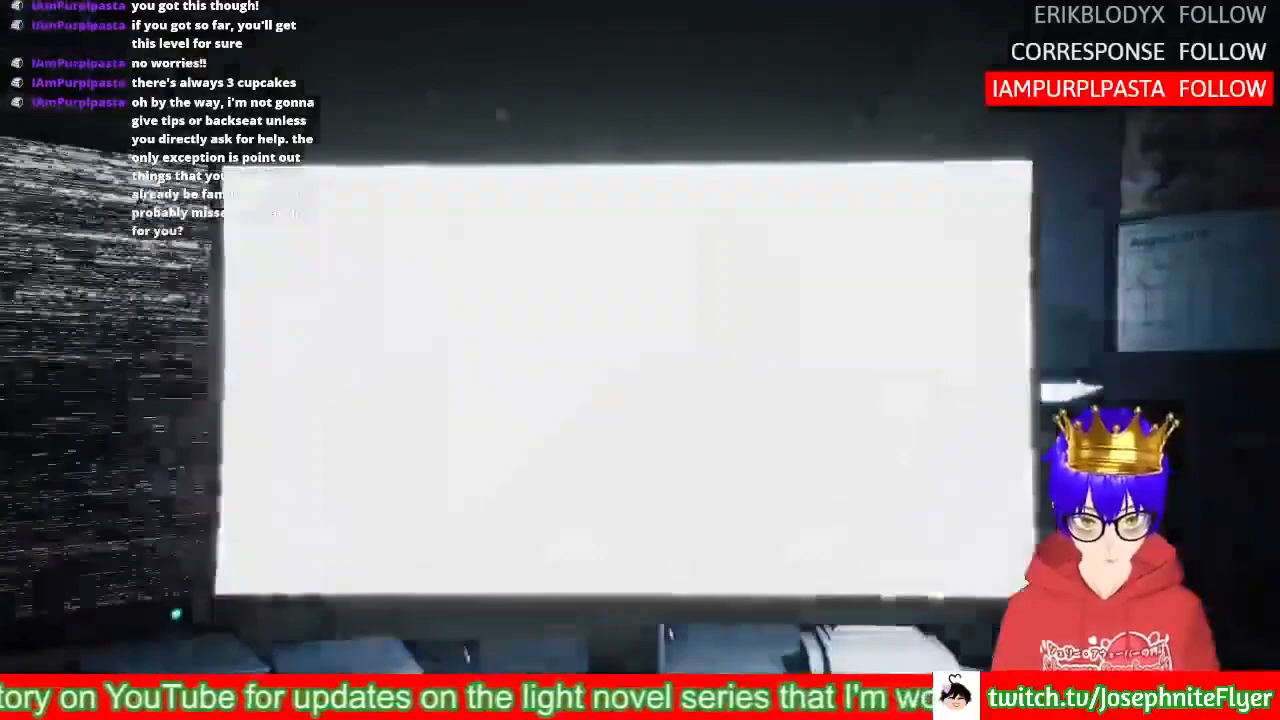 IAmPurplpasta you got this though!
IAmPurplpasta if you got so far, you'll get
this level for sure
IAmPurplpasta no worries!!
IAmPurplpasta there's always 3 cupcakes
IAmPurplpasta oh by the way, i'm not gonna
give tips or backseat unless
you directly ask for help. the
only exception is point out
things that
already be
probably
for you?
ERIKBLODYX FOLLOW
CORRESPONSE FOLLOW
IAMPURLPASTA FOLLOW
tory on YouTube for updates on the light novel series that I'm wo
twitch.tv/JosephniteFlyer